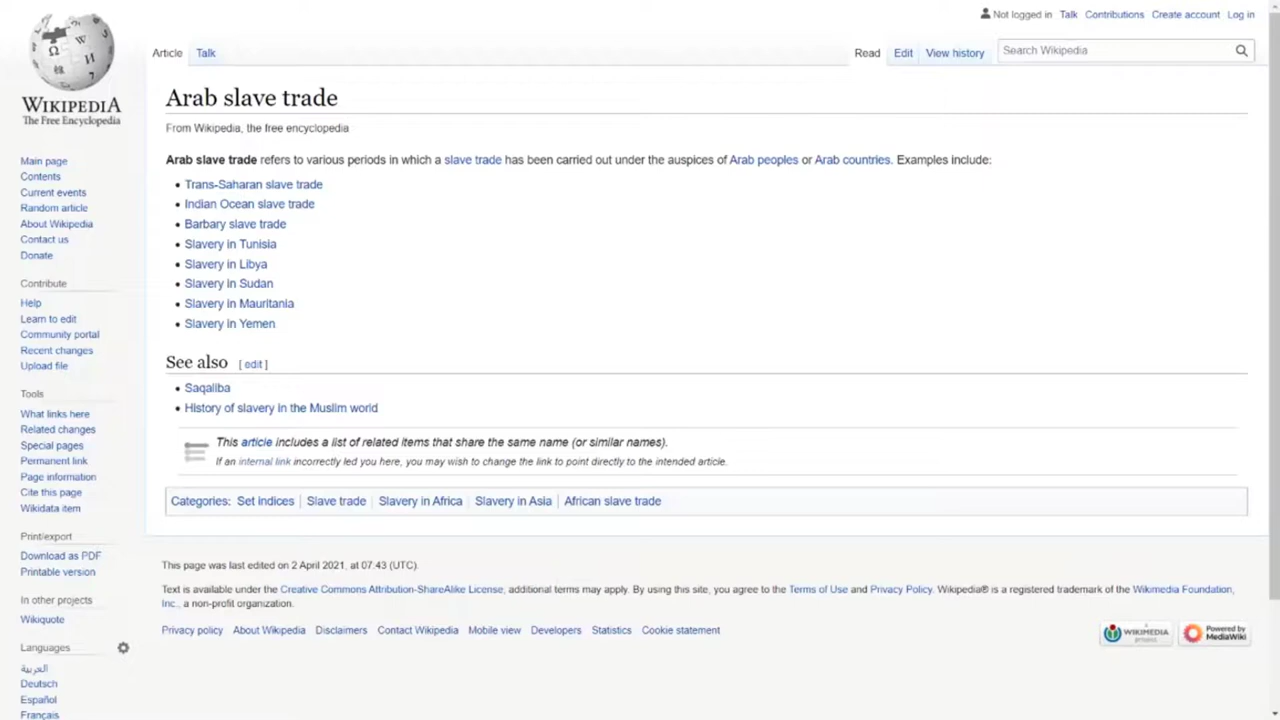 Not logged in Talk Contributions Create account Log in
Article Talk Read Edit View history Search Wikipedia
WIKIPEDIA
The Free Encyclopedia
Main page
Contents
Current events
Random article
About Wikipedia
Contact us
Donate
Contribute
Help
Learn to edit
Community portal
Recent changes
Upload file
Tools
What links here
Related changes
Special pages
Permanent link
Page information
Cite this page
Wikidata item
Print/export
Download as PDF
Printable version
In other projects
Wikiquote
Languages
العربية
Deutsch
Español
Français
Arab slave trade
From Wikipedia, the free encyclopedia
Arab slave trade refers to various periods in which a slave trade has been carried out under the auspices of Arab peoples or Arab countries. Examples include:
• Trans-Saharan slave trade
• Indian Ocean slave trade
• Barbary slave trade
• Slavery in Tunisia
• Slavery in Libya
• Slavery in Sudan
• Slavery in Mauritania
• Slavery in Yemen
See also [ edit ]
• Saqaliba
• History of slavery in the Muslim world
This article includes a list of related items that share the same name (or similar names).
If an internal link incorrectly led you here, you may wish to change the link to point directly to the intended article.
Categories: Set indices | Slave trade | Slavery in Africa | Slavery in Asia | African slave trade
This page was last edited on 2 April 2021, at 07:43 (UTC).
Text is available under the Creative Commons Attribution-ShareAlike License, additional terms may apply. By using this site, you agree to the Terms of Use and Privacy Policy. Wikipedia® is a registered trademark of the Wikimedia Foundation,
Inc., a non-profit organization.
Privacy policy About Wikipedia Disclaimers Contact Wikipedia Mobile view Developers Statistics Cookie statement
A
WIKIMEDIA
project
Powered by
MediaWiki